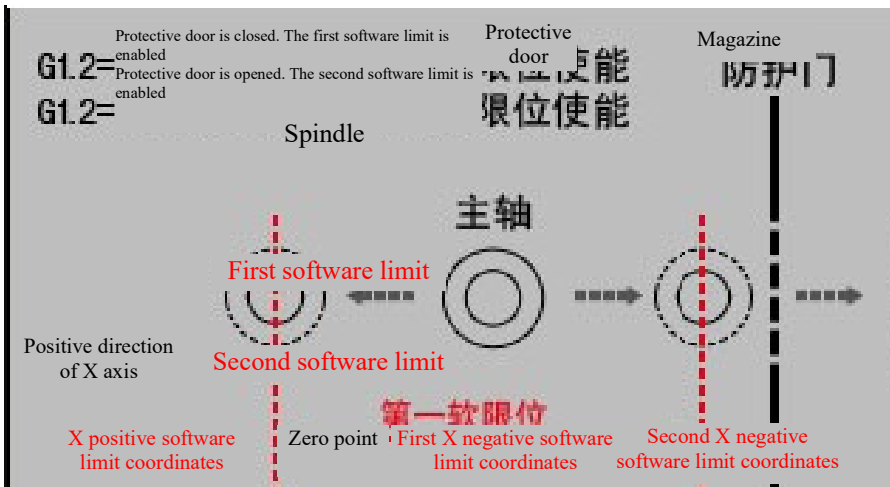 Protective door is closed. The first software limit is
enabled
G1.2=
Protective door is opened. The second software limit is
enabled
G1.2=
限位使能
Protective
door
Magazine
防护门
Spindle
主轴
First software limit
Second software limit
Positive direction
of X axis
第一软限位
X positive software
limit coordinates
Zero point
First X negative software
limit coordinates
Second X negative
software limit coordinates